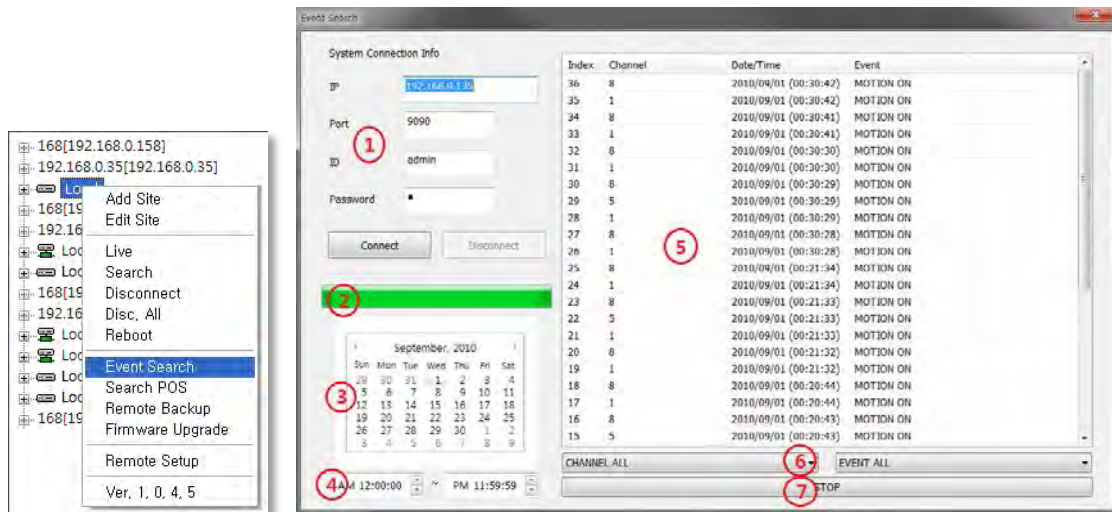 168[192.168.0.158]
192.168.0.35[192.168.0.35]
168[19
192.16
Loc
Loc
168[19
192.16
Loc
Loc
Loc
Loc
168[19
Add Site
Edit Site
Live
Search
Disconnect
Disc, All
Reboot
Event Search
Search POS
Remote Backup
Firmware Upgrade
Remote Setup
Ver, 1, 0, 4, 5
Event Search
System Connection Info
IP 192.168.0.135
Port 9090
1
ID admin
Password
Connect Disconnect
2
September, 2010
Sun Mon Tue Wed Thu Fri Sat
29 30 31 1 2 3 4
5 6 7 8 9 10 11
3
12 13 14 15 16 17 18
19 20 21 22 23 24 25
26 27 28 29 30 1 2
3 4 5 6 7 8 9
4
AM 12:00:00 ~ PM 11:59:59
Index Channel Date/Time Event
36 8 2010/09/01 (00:30:42) MOTION ON
35 1 2010/09/01 (00:30:42) MOTION ON
34 8 2010/09/01 (00:30:41) MOTION ON
33 1 2010/09/01 (00:30:41) MOTION ON
32 8 2010/09/01 (00:30:30) MOTION ON
31 1 2010/09/01 (00:30:30) MOTION ON
30 8 2010/09/01 (00:30:29) MOTION ON
29 5 2010/09/01 (00:30:29) MOTION ON
28 1 2010/09/01 (00:30:29) MOTION ON
27 8 2010/09/01 (00:30:28) MOTION ON
26 1 2010/09/01 (00:30:28) MOTION ON
5
25 8 2010/09/01 (00:21:34) MOTION ON
24 1 2010/09/01 (00:21:34) MOTION ON
23 8 2010/09/01 (00:21:33) MOTION ON
22 5 2010/09/01 (00:21:33) MOTION ON
21 1 2010/09/01 (00:21:33) MOTION ON
20 8 2010/09/01 (00:21:32) MOTION ON
19 1 2010/09/01 (00:21:32) MOTION ON
18 8 2010/09/01 (00:20:44) MOTION ON
17 1 2010/09/01 (00:20:44) MOTION ON
16 8 2010/09/01 (00:20:43) MOTION ON
15 5 2010/09/01 (00:20:43) MOTION ON
CHANNEL ALL 6 EVENT ALL
7 STOP